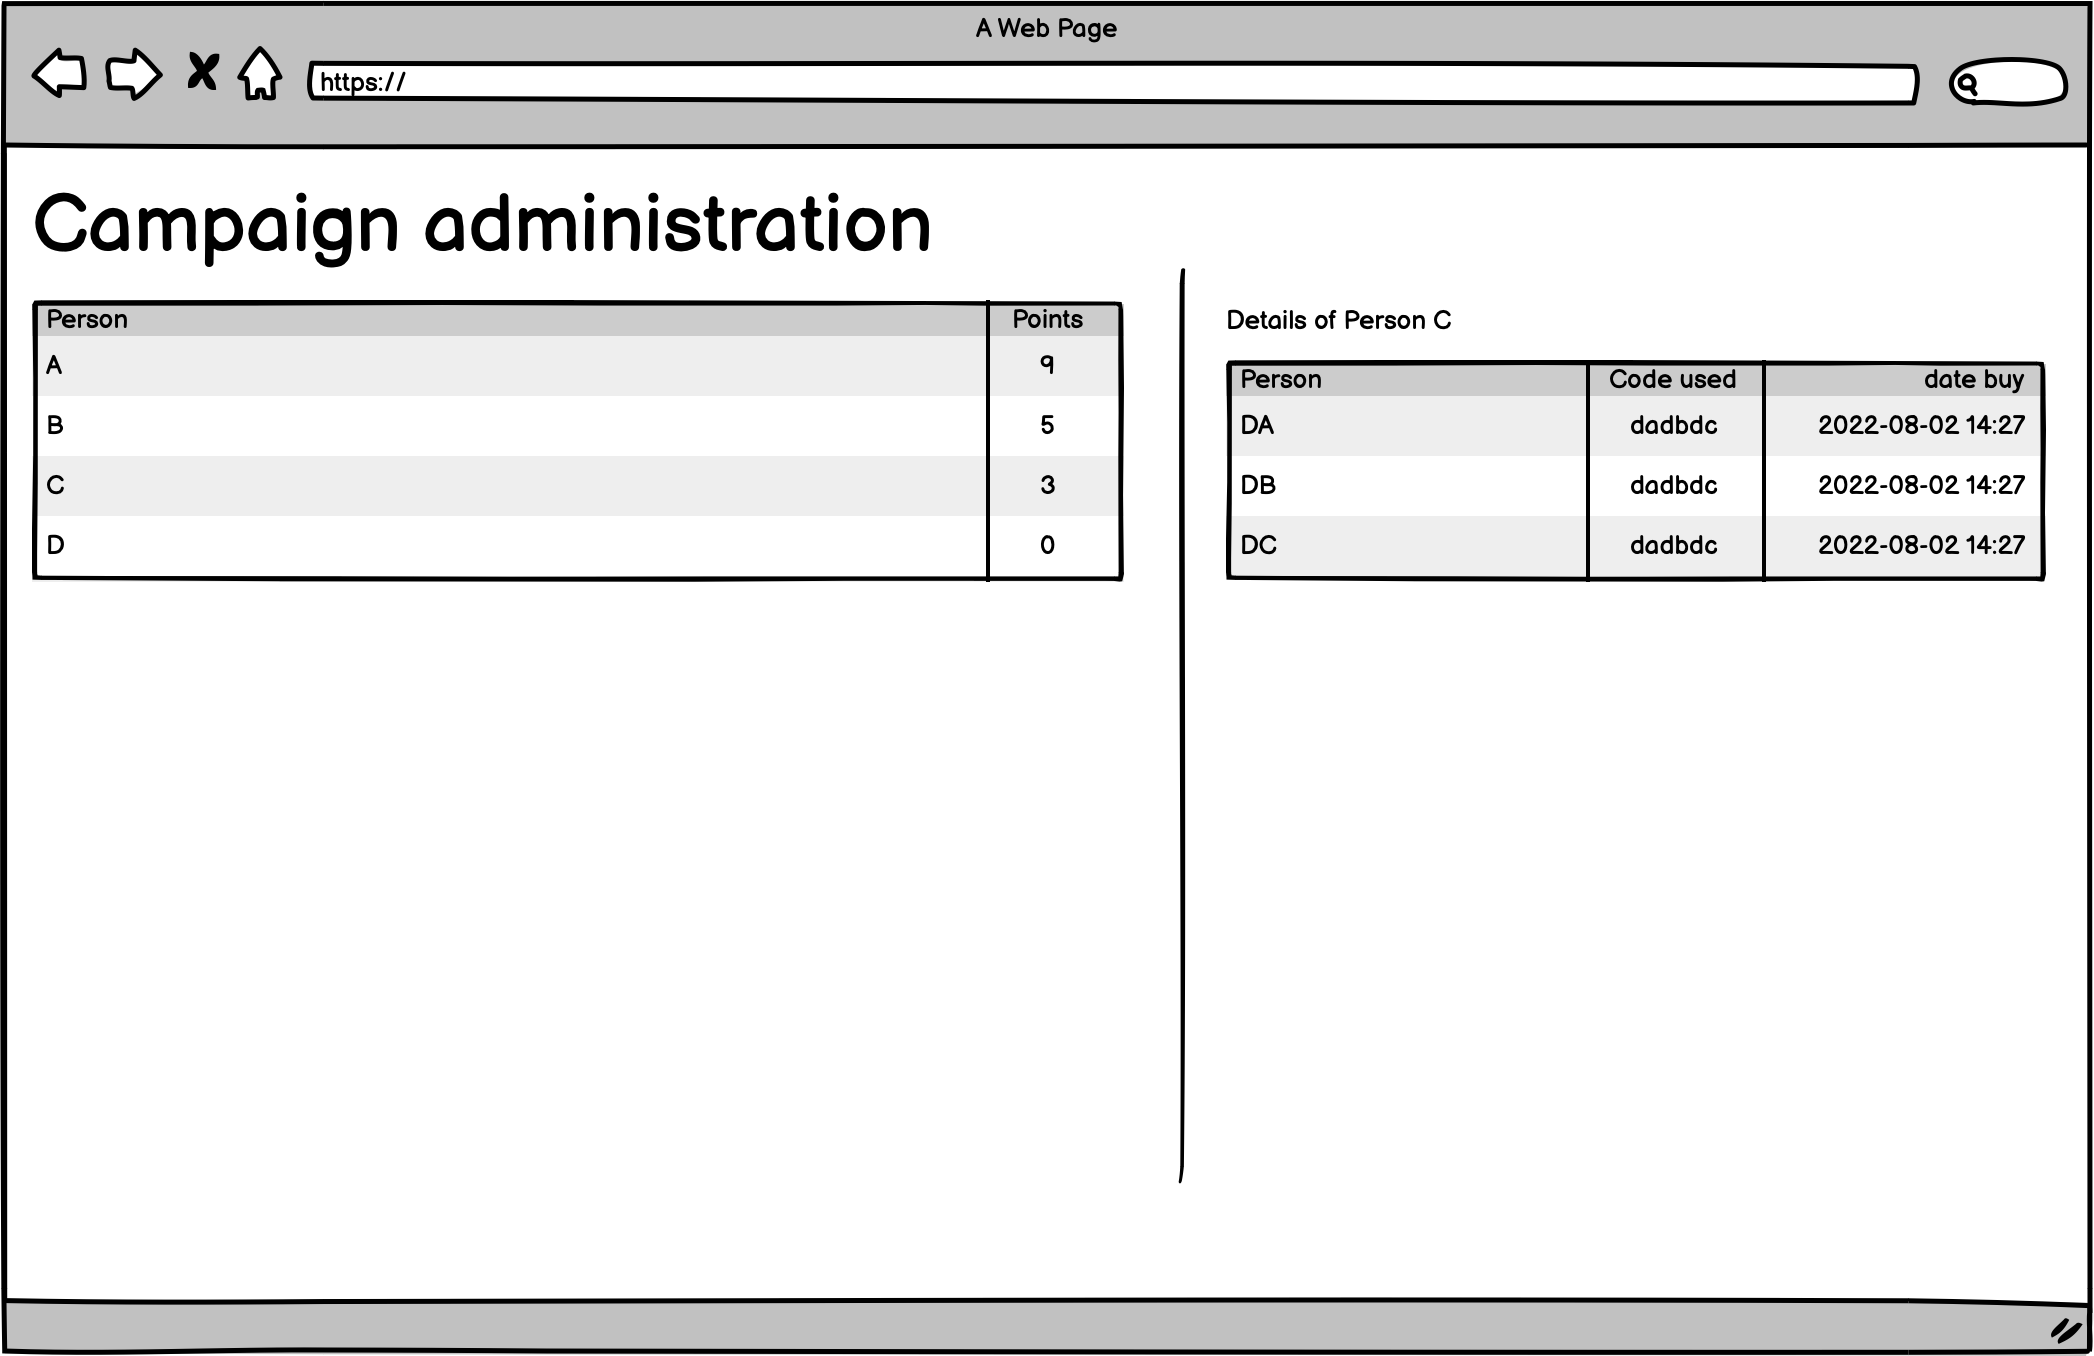 A Web Page
https://
Campaign administration
Person Points
A 9
B 5
C 3
D 0
Details of Person C
Person Code used date buy
DA dadbdc 2022-08-02 14:27
DB dadbdc 2022-08-02 14:27
DC dadbdc 2022-08-02 14:27